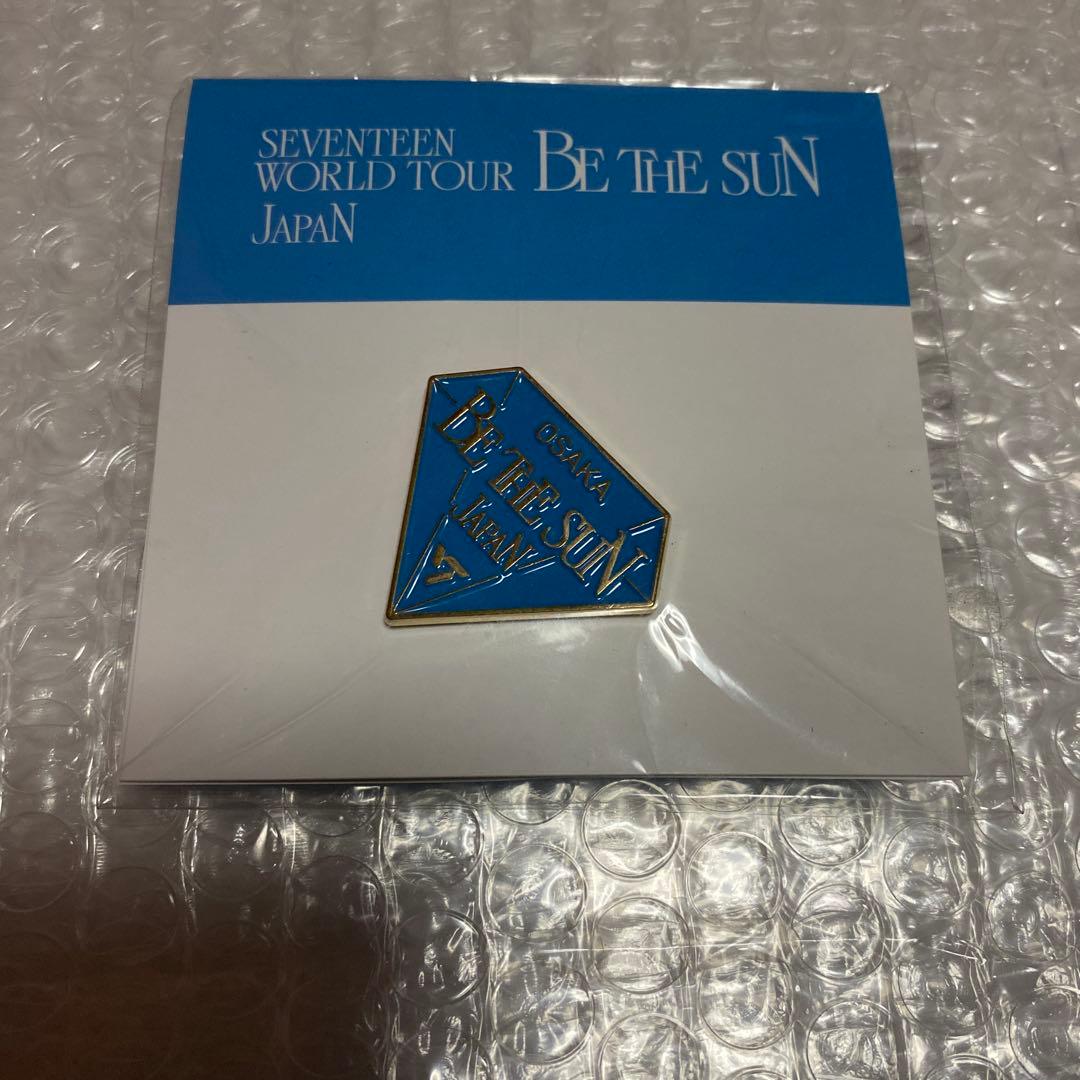 SEVENTEEN
WORLD TOUR BE THE SUN
JAPAN
OSAKA
BE THE SUN
JAPAN